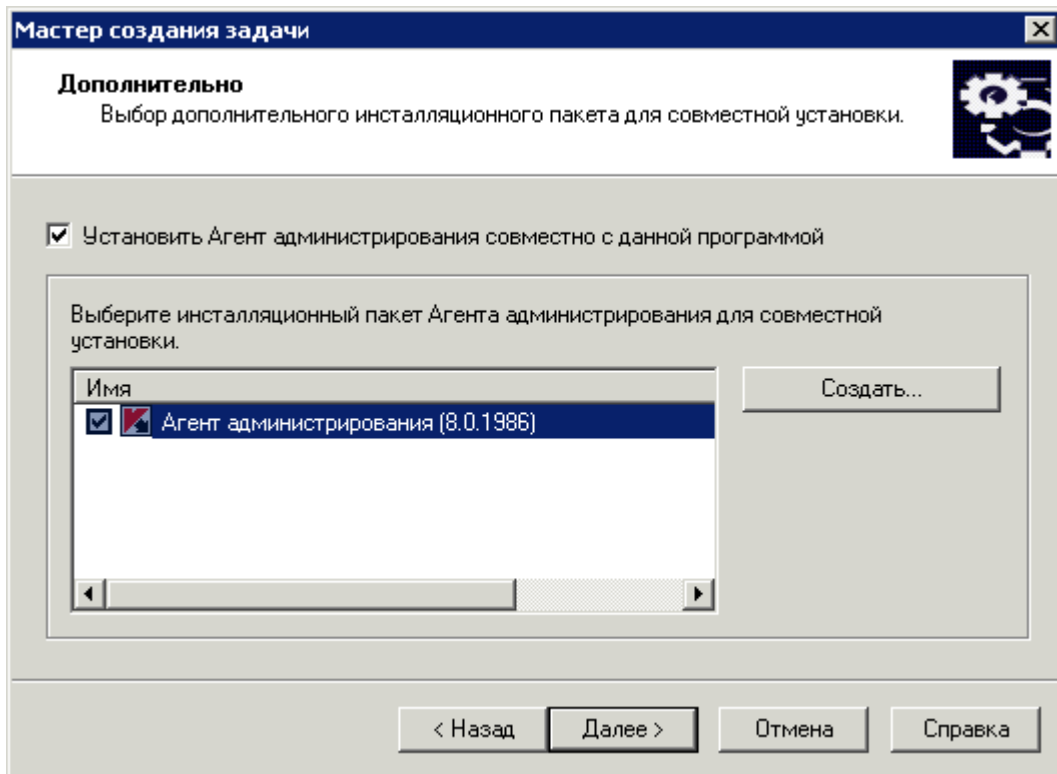 Мастер создания задачи
Дополнительно
Выбор дополнительного инсталляционного пакета для совместной установки.
Установить Агент администрирования совместно с данной программой
Выберите инсталляционный пакет Агента администрирования для совместной
установки.
Имя
Создать...
Агент администрирования (8.0.1986)
< Назад
Далее >
Отмена
Справка